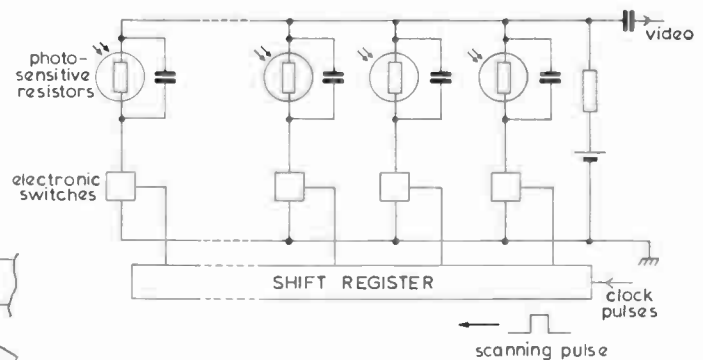 video
photo-
sensitive
resistors
electronic
switches
SHIFT REGISTER
clock
pulses
scanning pulse